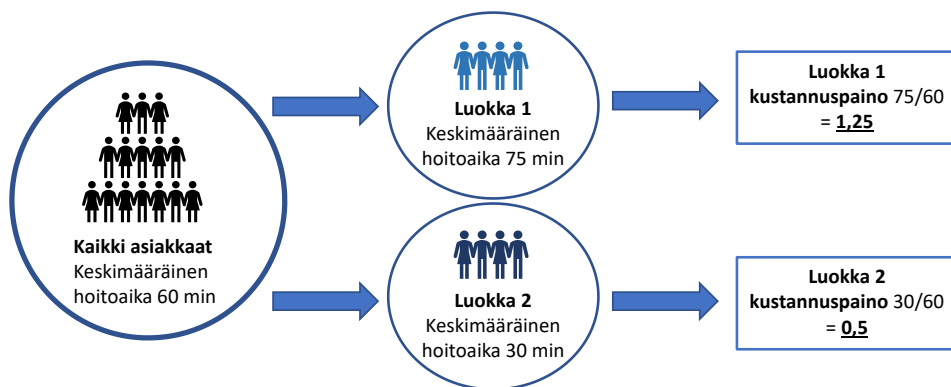 Kaikki asiakkaat
Keskimääräinen
hoitoaika 60 min
Luokka 1
Keskimääräinen
hoitoaika 75 min
Luokka 1
kustannuspaino 75/60
= 1,25
Luokka 2
Keskimääräinen
hoitoaika 30 min
Luokka 2
kustannuspaino 30/60
= 0,5